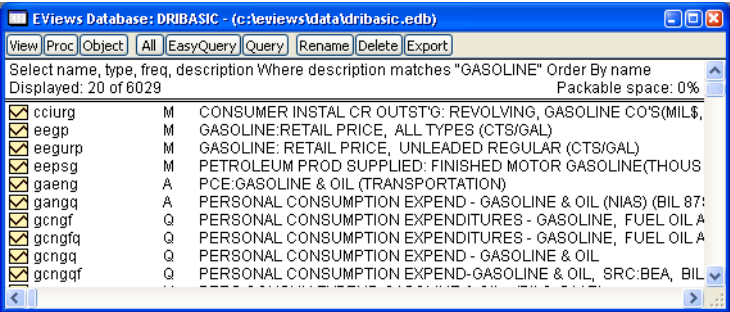 EViews Database: DRIBASIC - (c:\eviews\data\dribasic.edb)
View Proc Object All EasyQuery Query Rename Delete Export
Select name, type, freq, description Where description matches "GASOLINE" Order By name
Displayed: 20 of 6029 Packable space: 0%
cciurg M CONSUMER INSTAL CR OUTST'G: REVOLVING, GASOLINE CO'S(MIL$,
eegp M GASOLINE:RETAIL PRICE, ALL TYPES (CTS/GAL)
eegurp M GASOLINE: RETAIL PRICE, UNLEADED REGULAR (CTS/GAL)
eepsg M PETROLEUM PROD SUPPLIED: FINISHED MOTOR GASOLINE(THOUS
gaeng A PCE:GASOLINE & OIL (TRANSPORTATION)
gangq A PERSONAL CONSUMPTION EXPEND - GASOLINE & OIL (NIAS) (BIL 87
gcngf Q PERSONAL CONSUMPTION EXPENDITURES - GASOLINE, FUEL OIL A
gcngfq Q PERSONAL CONSUMPTION EXPENDITURES - GASOLINE, FUEL OIL A
gcngq Q PERSONAL CONSUMPTION EXPEND - GASOLINE & OIL
gcngqf Q PERSONAL CONSUMPTION EXPEND-GASOLINE & OIL, SRC:BEA, BIL